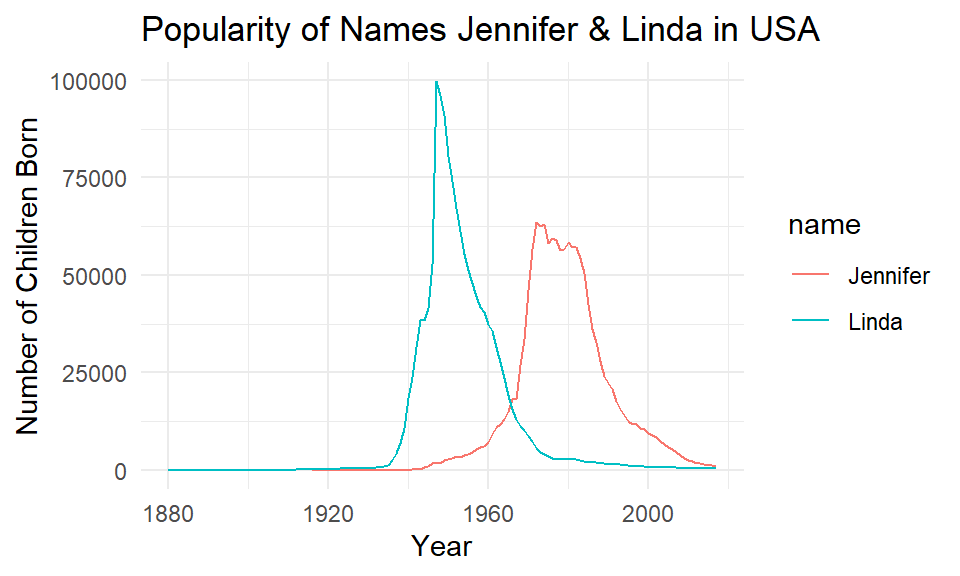 Popularity of Names Jennifer & Linda in USA
Number of Children Born
100000
75000
50000
25000
0
1880
1920
1960
2000
Year
name
Jennifer
Linda